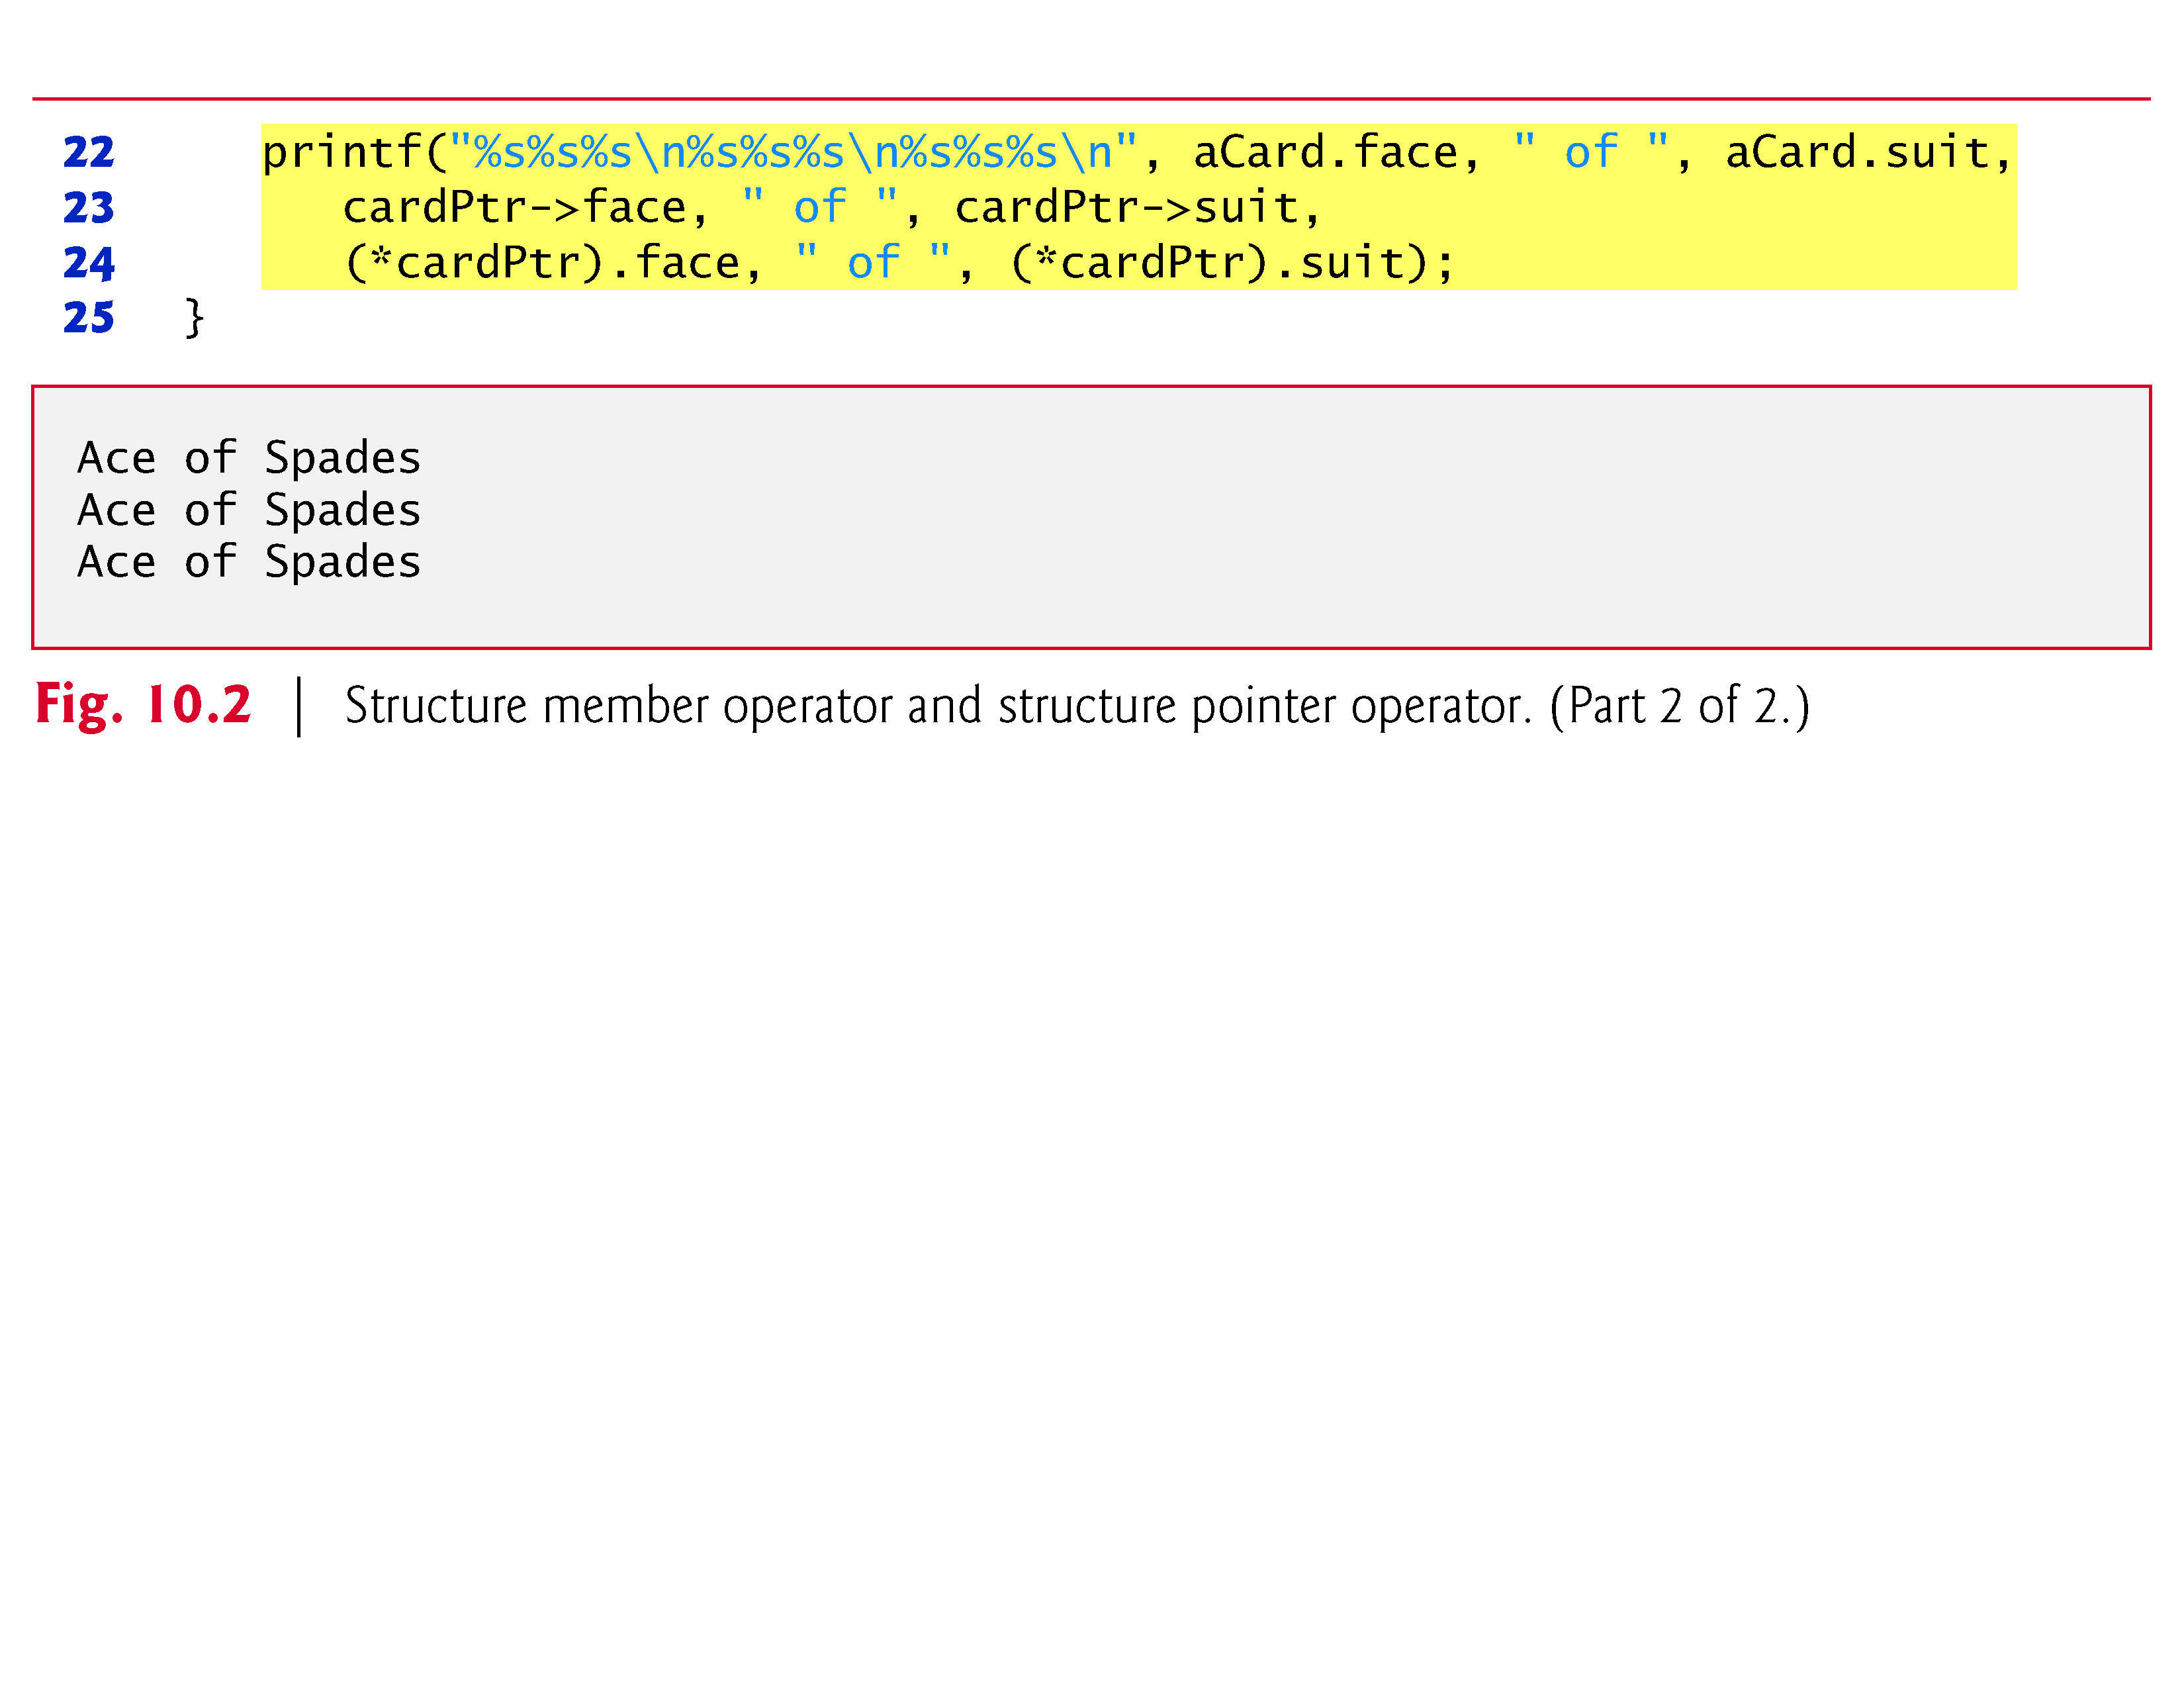 22 printf("%s%s%s\n%s%s%s\n%s%s%s\n", aCard.face, " of ", aCard.suit,
23 cardPtr->face, " of ", cardPtr->suit,
24 (*cardPtr).face, " of ", (*cardPtr).suit);
25 }
Ace of Spades
Ace of Spades
Ace of Spades
Fig. 10.2 | Structure member operator and structure pointer operator. (Part 2 of 2.)